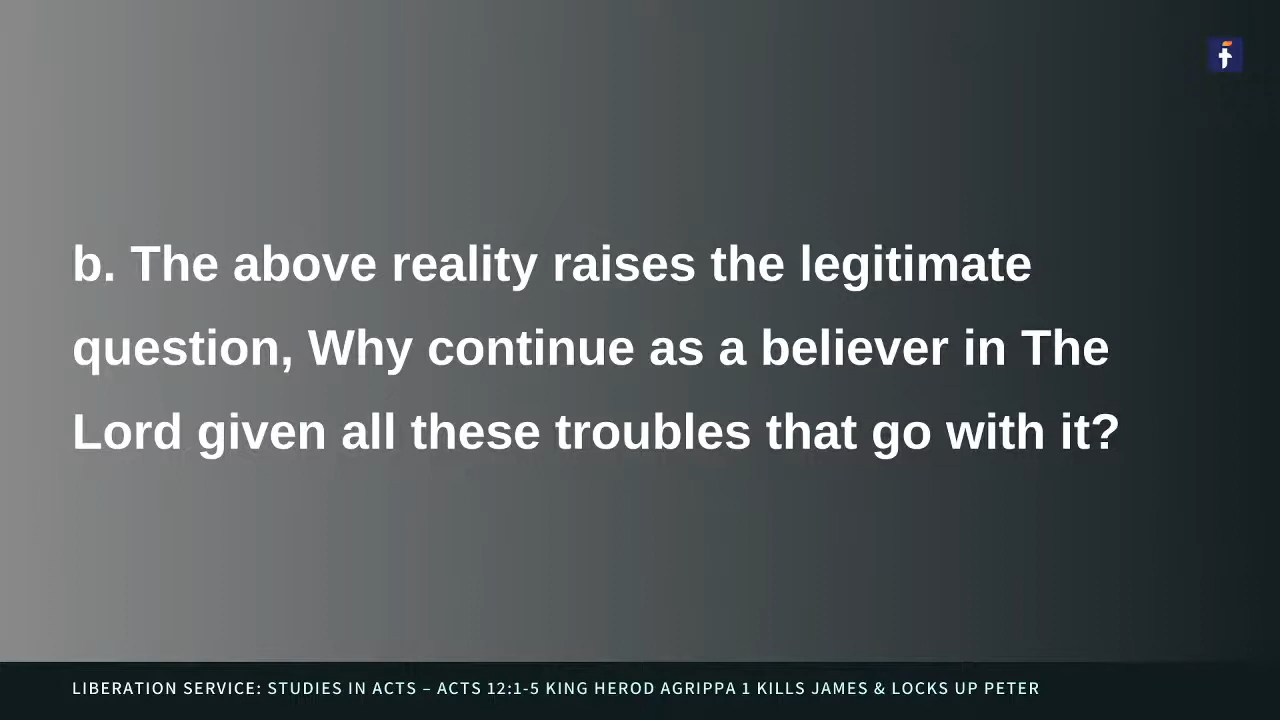 b. The above reality raises the legitimate
question, Why continue as a believer in The
Lord given all these troubles that go with it?
LIBERATION SERVICE: STUDIES IN ACTS – ACTS 12:1-5 KING HEROD AGRIPPA 1 KILLS JAMES & LOCKS UP PETER